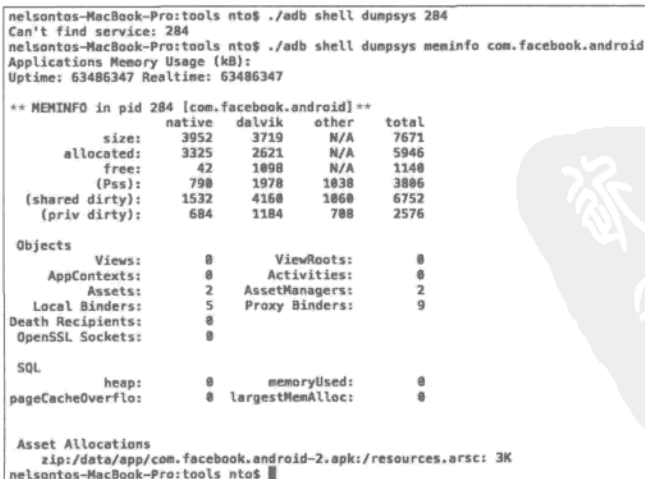 nelsontos-MacBook-Pro:tools nto$ ./adb shell dumpsys 284
Can't find service: 284
nelsontos-MacBook-Pro:tools nto$ ./adb shell dumpsys meminfo com.facebook.android
Applications Memory Usage (kB):
Uptime: 63486347 Realtime: 63486347
** MEMINFO in pid 284 [com.facebook.android] **
native dalvik other total
size: 3952 3719 N/A 7671
allocated: 3325 2621 N/A 5946
free: 42 1098 N/A 1140
(Pss): 790 1978 1038 3806
(shared dirty): 1532 4160 1060 6752
(priv dirty): 684 1184 708 2576
Objects
Views: 0 ViewRoots: 0
AppContexts: 0 Activities: 0
Assets: 2 AssetManagers: 2
Local Binders: 5 Proxy Binders: 9
Death Recipients: 0
OpenSSL Sockets: 0
SQL
heap: 0 memoryUsed: 0
pageCacheOverflo: 0 largestMemAlloc: 0
Asset Allocations
zip:/data/app/com.facebook.android-2.apk:/resources.arsc: 3K
nelsontos-MacBook-Pro:tools nto$